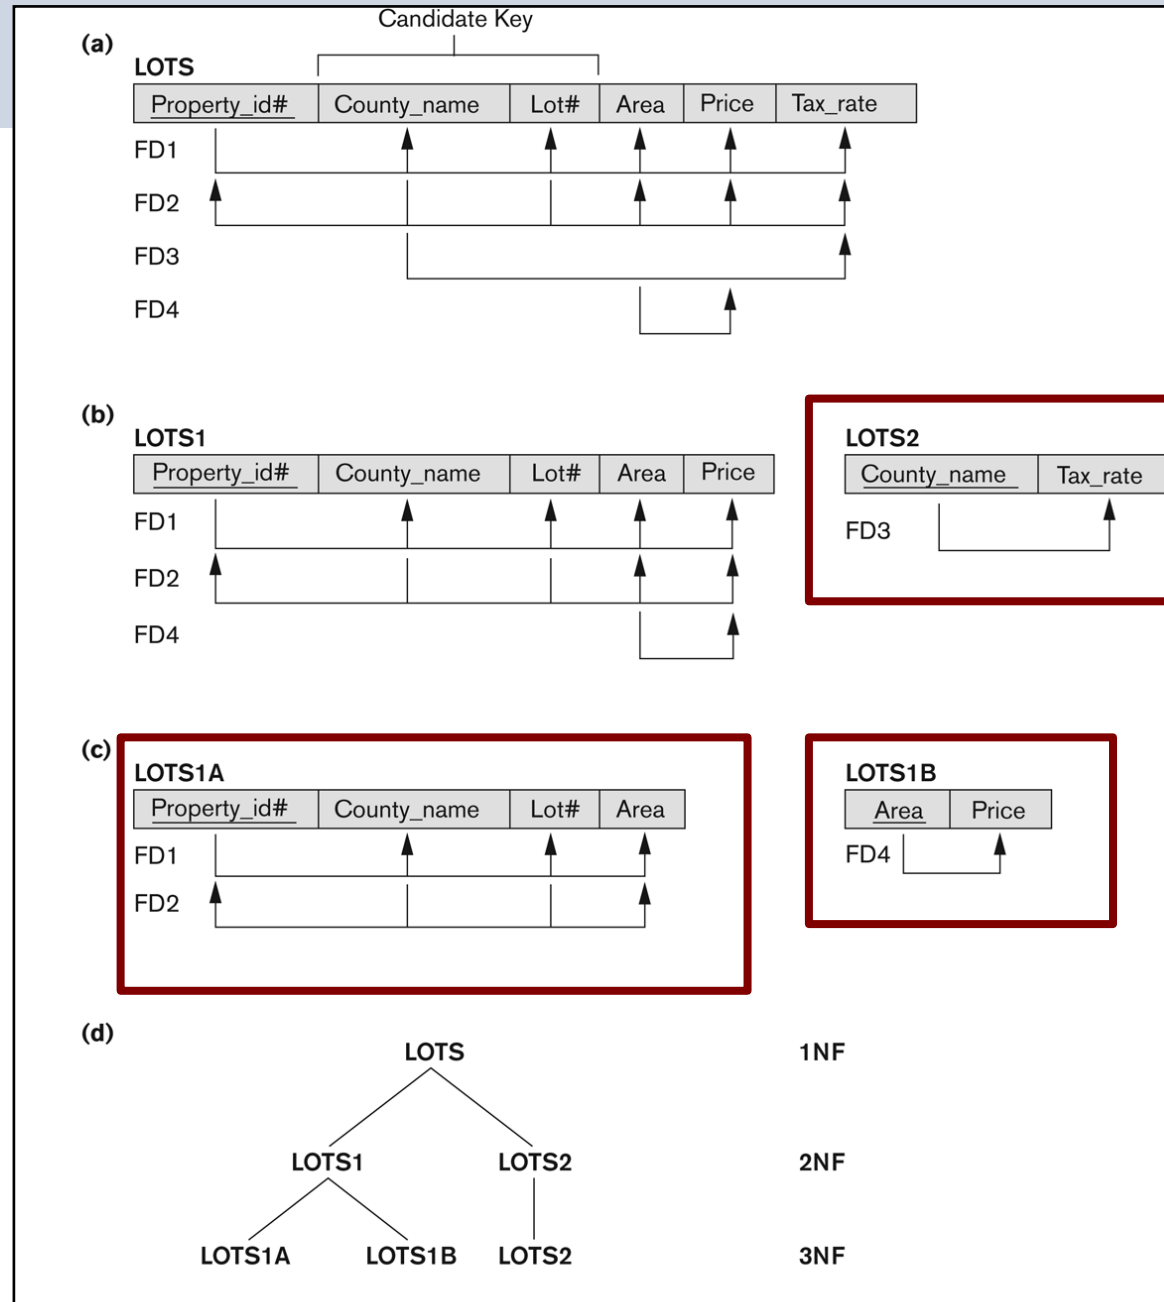 Candidate Key
(a)
LOTS
Property_id# County_name Lot# Area Price Tax_rate
FD1
FD2
FD3
FD4
(b)
LOTS1
Property_id# County_name Lot# Area Price
FD1
FD2
FD4
LOTS2
County_name Tax_rate
FD3
(c)
LOTS1A
Property_id# County_name Lot# Area
FD1
FD2
LOTS1B
Area Price
FD4
(d)
LOTS 1NF
LOTS1 LOTS2 2NF
LOTS1A LOTS1B LOTS2 3NF